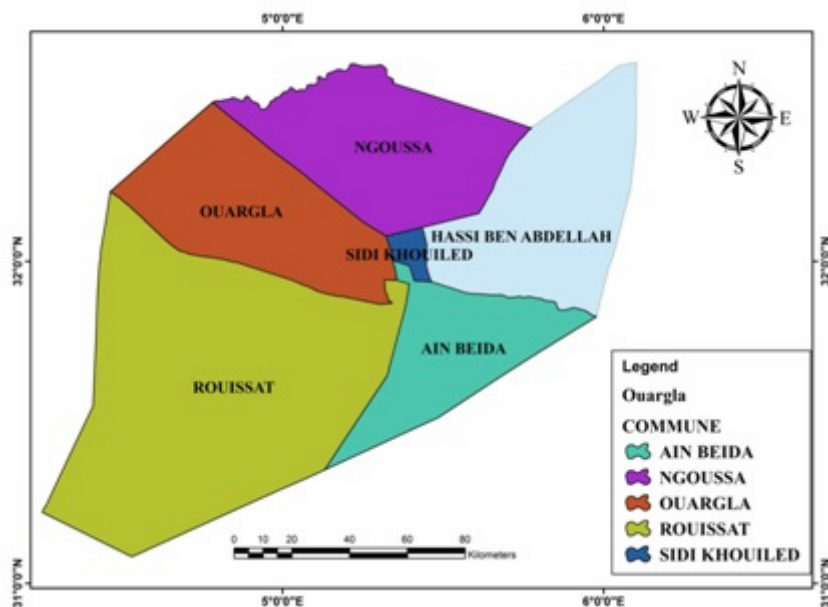 5°0'0"E 6°0'0"E
N
W E
S
NGOUSSA
OUARGLA
HASSI BEN ABDELLAH
SIDI KHOUILED
32°0'0"N 32°0'0"N
AIN BEIDA
ROUISSAT
Legend
Ouargla
COMMUNE
AIN BEIDA
NGOUSSA
OUARGLA
ROUISSAT
SIDI KHOUILED
0 5 10 20 40 60 80
Kilometers
31°0'0"N 31°0'0"N
5°0'0"E 6°0'0"E